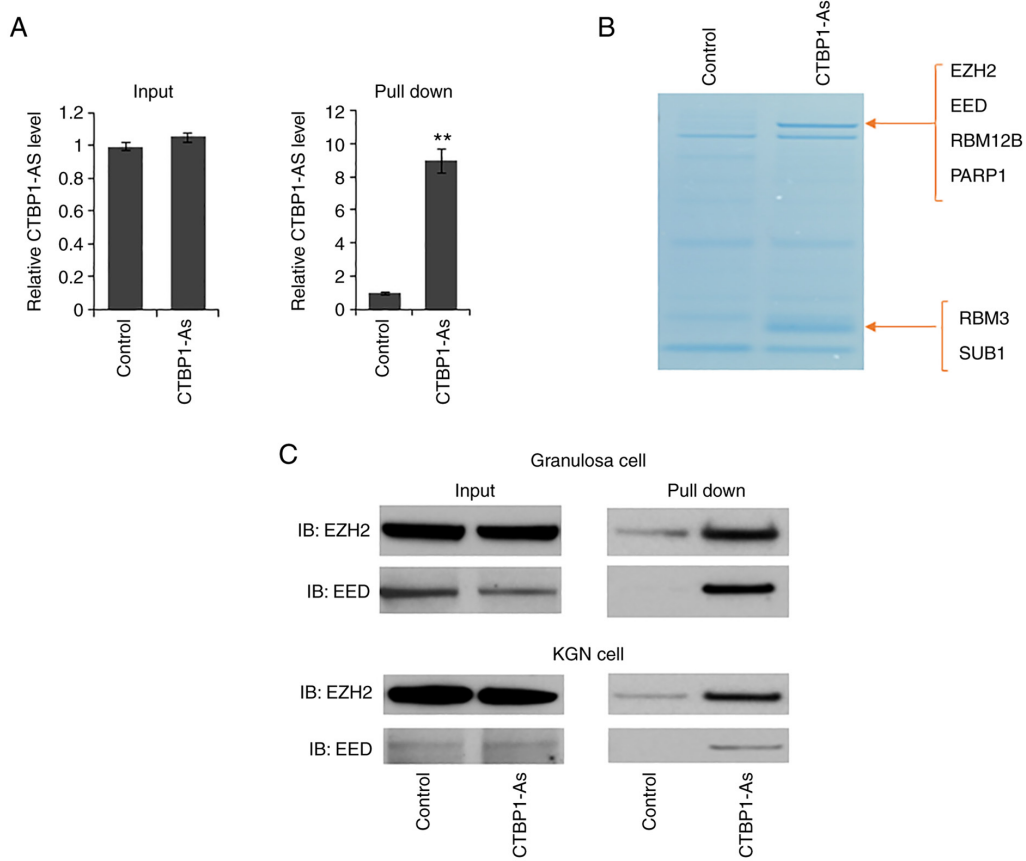 A
Input
Relative CTBP1-AS level
1.2
1
0.8
0.6
0.4
0.2
0
Control
CTBP1-As
Pull down
Relative CTBP1-AS level
12
10
8
6
4
2
0
**
Control
CTBP1-As
B
Control
CTBP1-As
EZH2
EED
RBM12B
PARP1
RBM3
SUB1
C
Granulosa cell
Input
Pull down
IB: EZH2
IB: EED
KGN cell
IB: EZH2
IB: EED
Control
CTBP1-As
Control
CTBP1-As